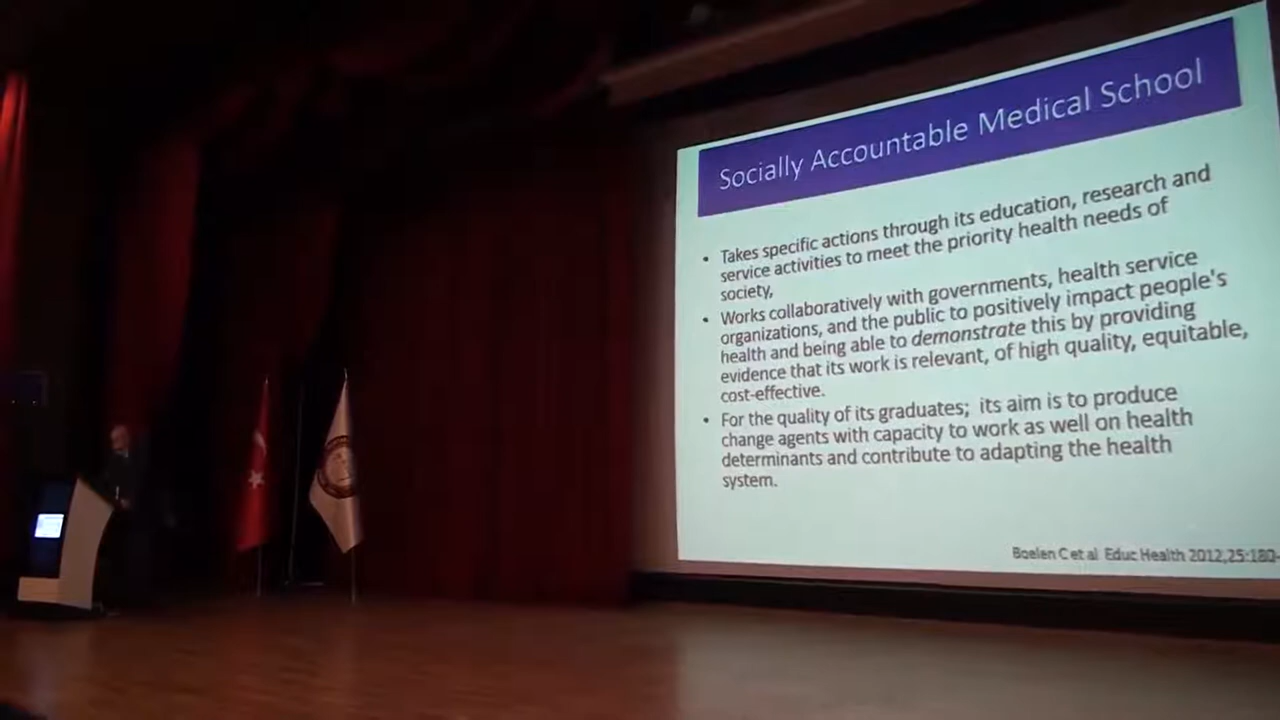 Socially Accountable Medical School
• Takes specific actions through its education, research and
service activities to meet the priority health needs of
society,
• Works collaboratively with governments, health service
organizations, and the public to positively impact people's
health and being able to demonstrate this by providing
evidence that its work is relevant, of high quality, equitable,
cost-effective.
• For the quality of its graduates;  its aim is to produce
change agents with capacity to work as well on health
determinants and contribute to adapting the health
system.
Boelen C et al  Educ Health 2012,25:180-